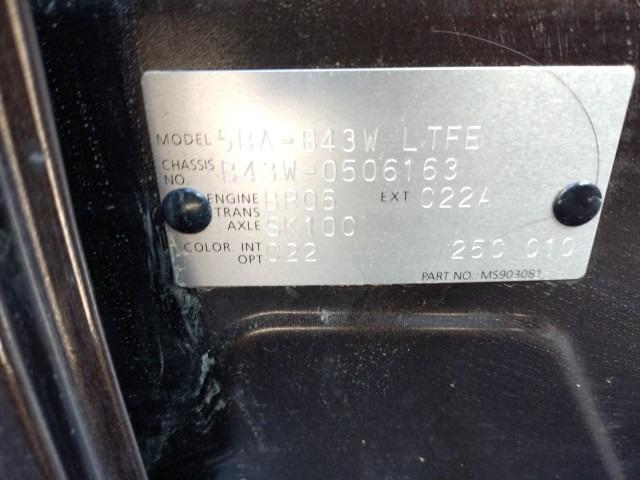 MODEL 5BA-B43W LTFE
CHASSIS NO. B43W-0506163
ENGINE BR06 EXT C22A
TRANS AXLE SK10C
COLOR. INT OPT C22 250 010
PART NO.: MS903081